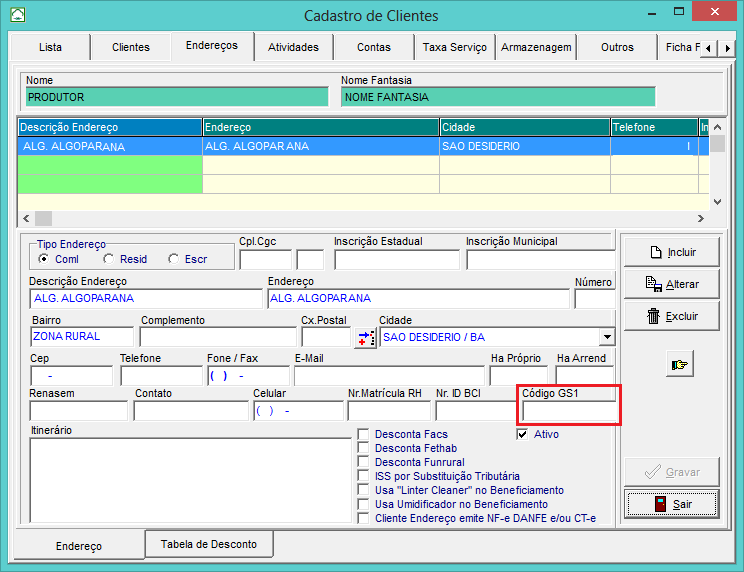 Cadastro de Clientes
Lista Clientes Endereços Atividades Contas Taxa Serviço Armazenagem Outros Ficha F
Nome Nome Fantasia
PRODUTOR NOME FANTASIA
Descrição Endereço Endereço Cidade Telefone In
ALG. ALGOPARANA ALG. ALGOPARANA SAO DESIDERIO
Tipo Endereço Cpl.Cgc Inscrição Estadual Inscrição Municipal
Coml Resid Escr
Incluir
Descrição Endereço Endereço Número
ALG. ALGOPARANA ALG. ALGOPARANA
Alterar
Bairro Complemento Cx.Postal Cidade
ZONA RURAL SAO DESIDERIO / BA
Excluir
Cep Telefone Fone / Fax E-Mail Ha Próprio Ha Arrend
- ( ) -
Renasem Contato Celular Nr.Matrícula RH Nr. ID BCI Código GS1
( ) -
Itinerário
Desconta Facs Ativo
Desconta Fethab
Desconta Funrural
ISS por Substituição Tributária
Usa "Linter Cleaner" no Beneficiamento
Usa Umidificador no Beneficiamento
Cliente Endereço emite NF-e DANFE e/ou CT-e
Gravar
Sair
Endereço Tabela de Desconto